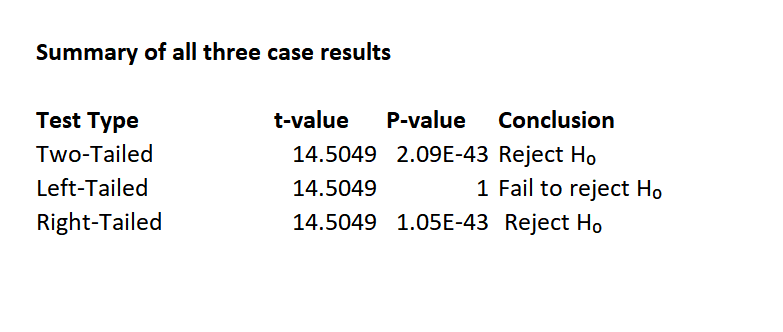 Summary of all three case results
Test Type t-value P-value Conclusion
Two-Tailed 14.5049 2.09E-43 Reject H₀
Left-Tailed 14.5049 1 Fail to reject H₀
Right-Tailed 14.5049 1.05E-43 Reject H₀